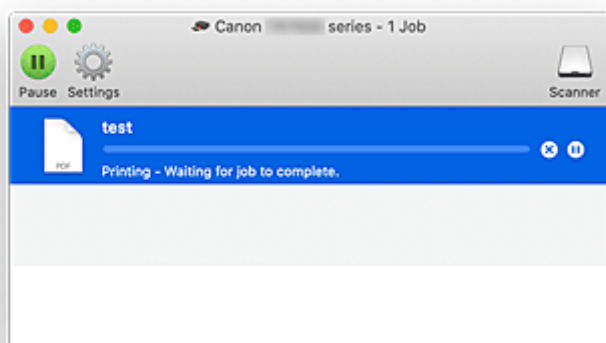 Canon series - 1 Job
Pause Settings Scanner
test
PDF
Printing - Waiting for job to complete.